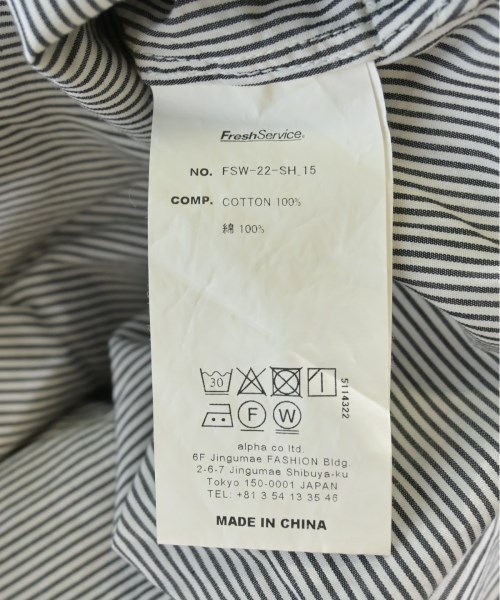 FreshService®
NO. FSW-22-SH_15
COMP. COTTON 100%
綿 100%
30
5114322
F W
alpha co ltd.
6F Jingumae FASHION Bldg.
2-6-7 Jingumae Shibuya-ku
Tokyo 150-0001 JAPAN
TEL: +81 3 54 13 35 46
MADE IN CHINA